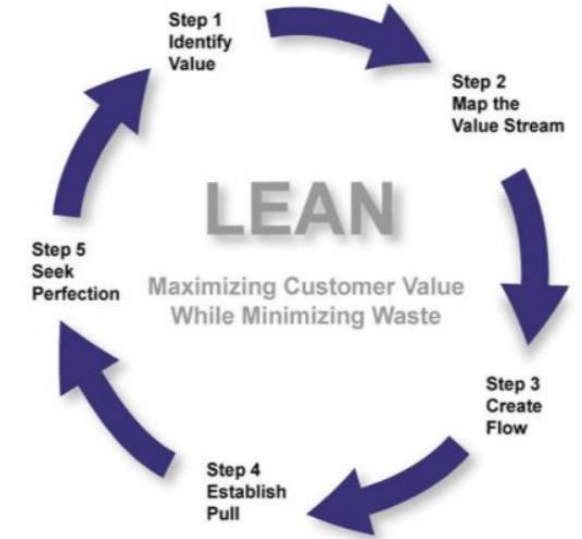 Step 1
Identify
Value
Step 2
Map the
Value Stream
LEAN
Maximizing Customer Value
While Minimizing Waste
Step 5
Seek
Perfection
Step 3
Create
Flow
Step 4
Establish
Pull